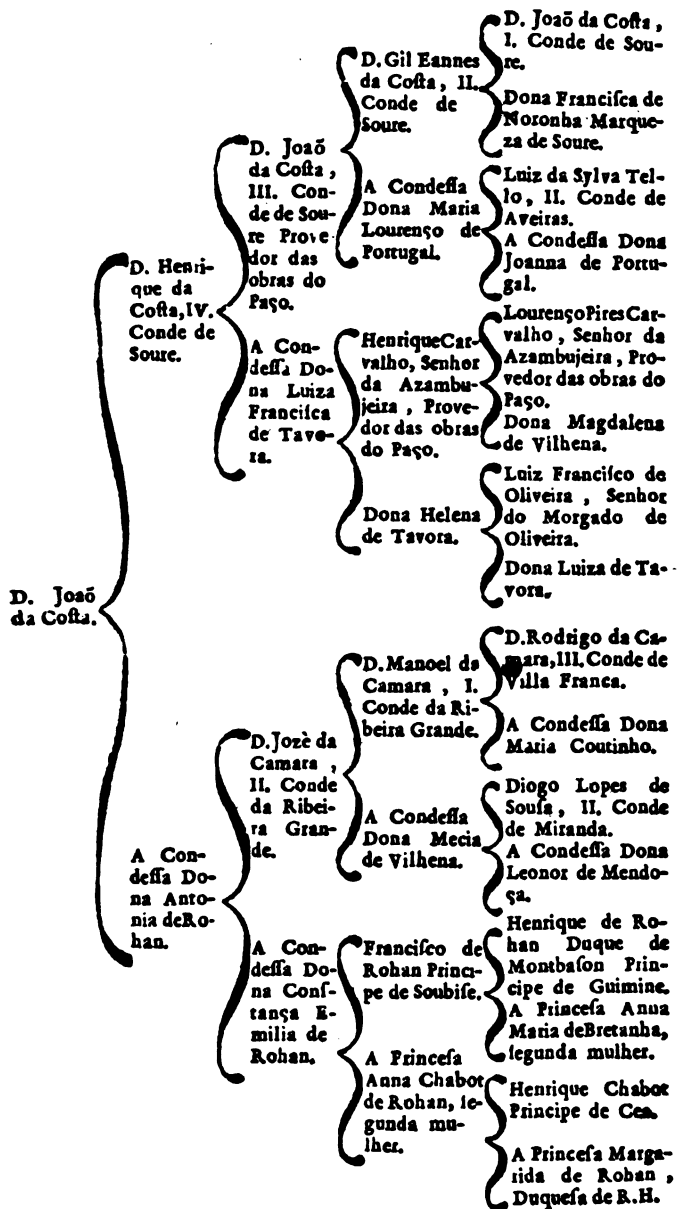 D. Joaõ
da Coſta.
D. Henri-
que da
Coſta, IV.
Conde de
Soure.
A Con-
deſſa Do-
na Anto-
nia deRo-
han.
D. Joaõ
da Coſta,
III. Con-
de de Sou-
re Prove-
dor das
obras do
Paço.
A Con-
deſſa Do-
na Luiza
Franciſca
de Tavo-
ra.
D. Jozè da
Camara,
II. Conde
da Ribei-
ra Gran-
de.
A Con-
deſſa Do-
na Conſ-
tança E-
milia de
Rohan.
D. Gil Eannes
da Coſta, II.
Conde de
Soure.
A Condeſſa
Dona Maria
Lourenço de
Portugal.
HenriqueCar-
valho, Senhor
da Azambu-
jeira, Prove-
dor das obras
do Paço.
Dona Helena
de Tavora.
D. Manoel da
Camara, I.
Conde da Ri-
beira Grande.
A Condeſſa
Dona Mecia
de Vilhena.
Franciſco de
Rohan Princi-
pe de Soubiſe.
A Princeſa
Anna Chabot
de Rohan, ſe-
gunda mu-
lher.
D. Joaõ da Coſta,
I. Conde de Sou-
re.
Dona Franciſca de
Noronha Marque-
za de Soure.
Luiz da Sylva Tel-
lo, II. Conde de
Aveiras.
A Condeſſa Dona
Joanna de Portu-
gal.
LourençoPiresCar-
valho, Senhor da
Azambujeira, Pro-
vedor das obras do
Paço.
Dona Magdalena
de Vilhena.
Luiz Franciſco de
Oliveira, Senhor
do Morgado de
Oliveira.
Dona Luiza de Ta-
vora.
D. Rodrigo da Ca-
mara, III. Conde de
Villa Franca.
A Condeſſa Dona
Maria Coutinho.
Diogo Lopes de
Souſa, II. Conde
de Miranda.
A Condeſſa Dona
Leonor de Mendo-
ça.
Henrique de Ro-
han Duque de
Montbaſon Prin-
cipe de Guimine.
A Princeſa Anna
Maria deBretanha,
ſegunda mulher.
Henrique Chabot
Principe de Cea.
A Princeſa Marga-
rida de Rohan,
Duqueſa de R.H.